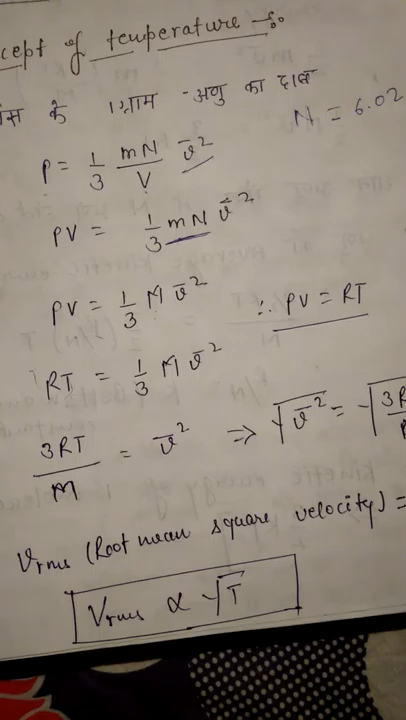 cept of temperature :-
के 1 ग्राम - अणु का दाब
N = 6.02
P = 1/3 mN/V v̄²
PV = 1/3 mN v̄²
PV = 1/3 M v̄²
∴ PV = RT
RT = 1/3 M v̄²
3RT/M = v̄² ⇒ √v̄² = √3R
Vrms (Root mean square velocity) =
Vrms ∝ √T